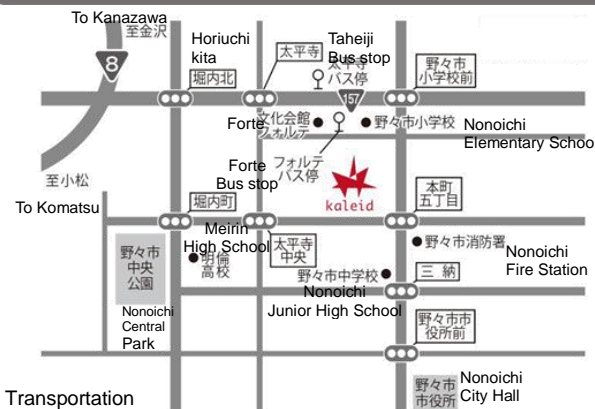 To Kanazawa
至金沢
8
Horiuchi
kita
堀内北
太平寺
Taheiji
Bus stop
太平寺
バス停
野々市
小学校前
157
Forte
文化会館
フォルテ
野々市小学校
Nonoichi
Elementary Schoo
Forte
Bus stop
フォルテ
バス停
kaleid
至小松
To Komatsu
堀内町
本町
五丁目
Meirin
High School
明倫
高校
太平寺
中央
野々市消防署
Nonoichi
Fire Station
野々市
中央
公園
Nonoichi
Central
Park
野々市中学校
Nonoichi
Junior High School
三納
野々市市
役所前
Transportation
野々市
市役所
Nonoichi
City Hall